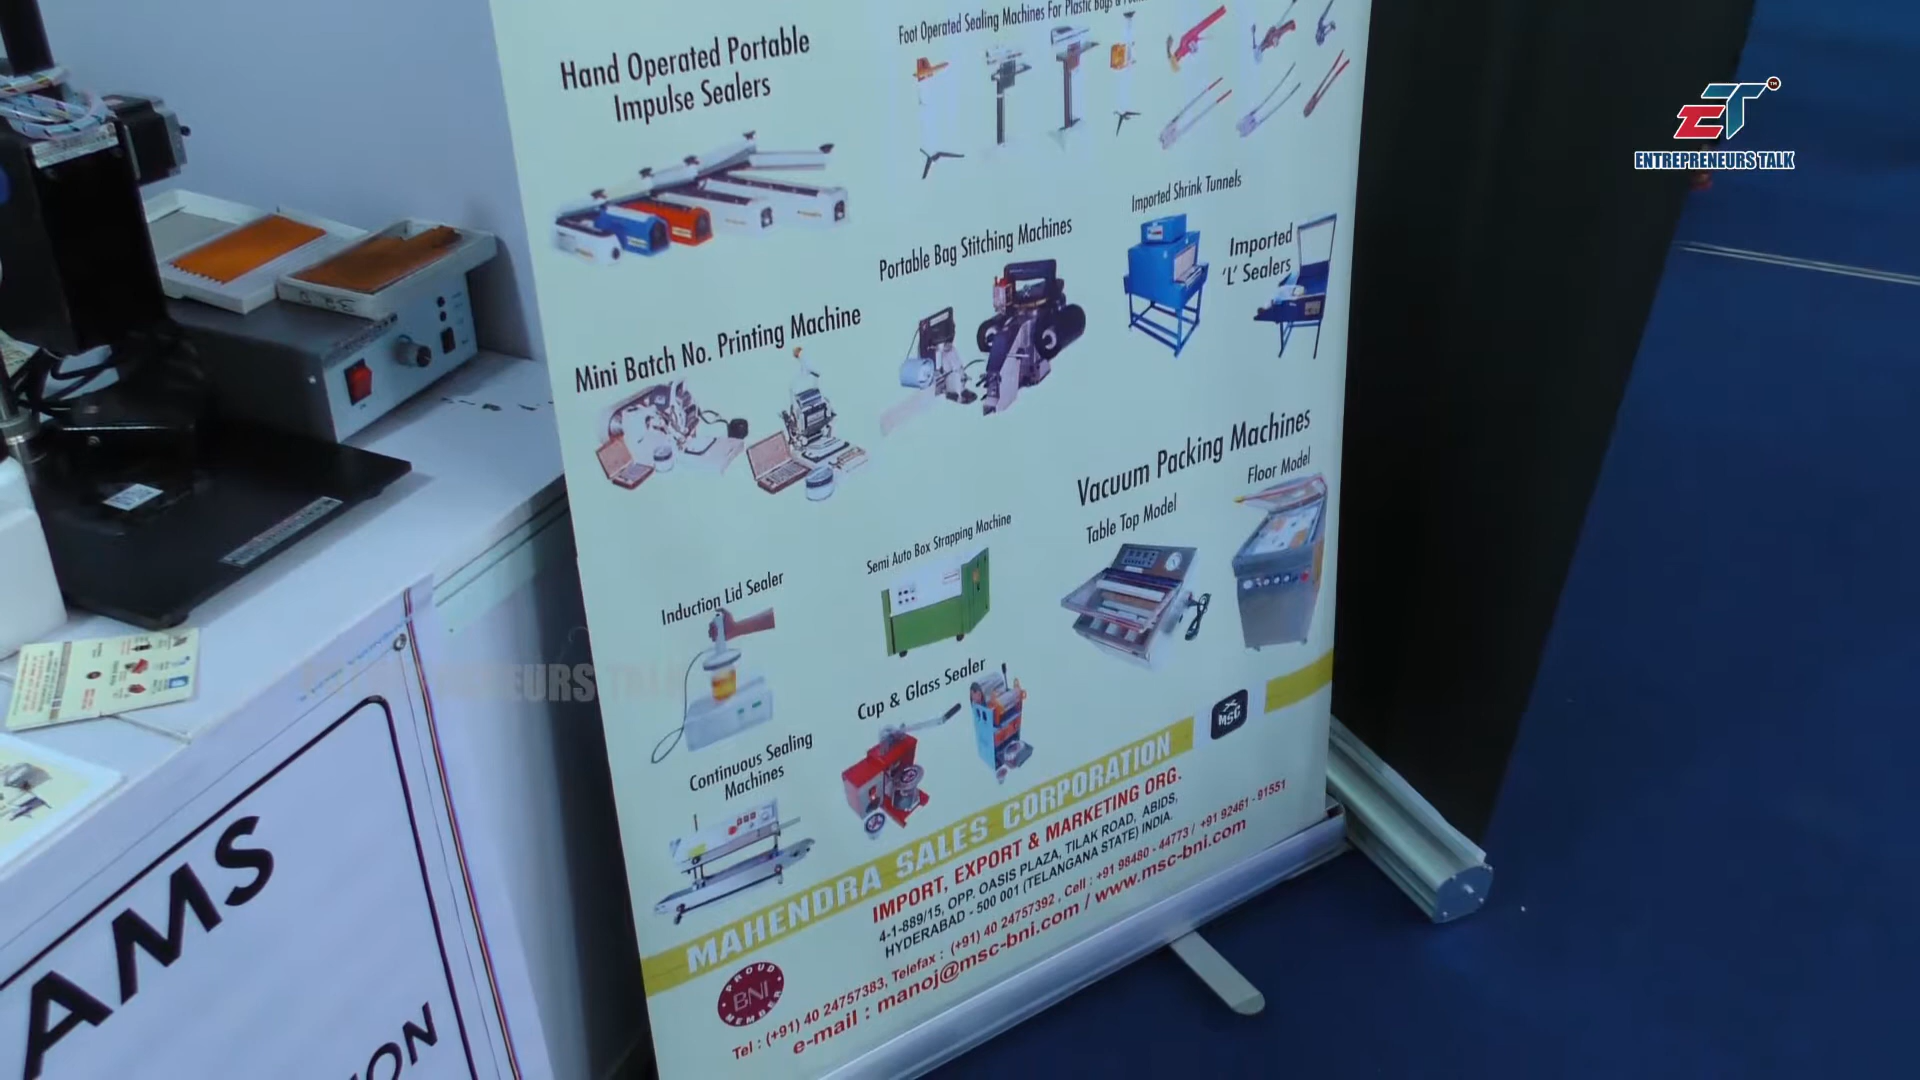 Hand Operated Portable
Impulse Sealers
Foot Operated Sealing Machines For Plastic Bags &
ET TM
ENTREPRENEURS TALK
Imported Shrink Tunnels
Portable Bag Stitching Machines
Imported
'L' Sealers
Mini Batch No. Printing Machine
Vacuum Packing Machines
Table Top Model
Floor Model
Semi Auto Box Strapping Machine
Induction Lid Sealer
Cup & Glass Sealer
Continuous Sealing
Machines
MSC
MAHENDRA SALES CORPORATION
IMPORT, EXPORT & MARKETING ORG.
4-1-889/15, OPP. OASIS PLAZA, TILAK ROAD, ABIDS,
HYDERABAD - 500 001 (TELANGANA STATE) INDIA.
Tel : (+91) 40 24757383, Telefax : (+91) 40 24757392, Cell : +91 98480 - 44773 / +91 92461 - 91551
e-mail : manoj@msc-bni.com / www.msc-bni.com
PROUD
BNI
MEMBER
ENTREPRENEURS TALK
AMS
ION